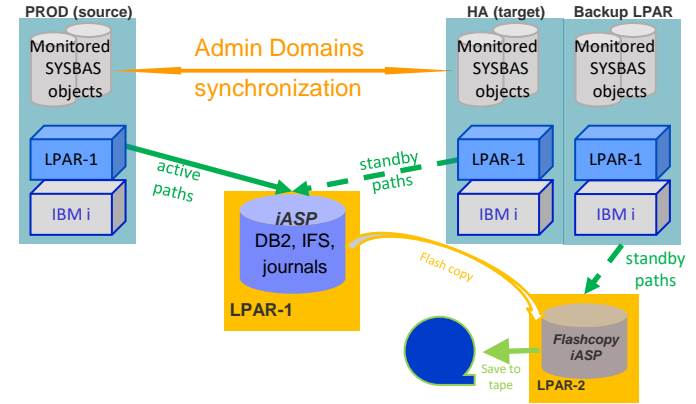 PROD (source)
HA (target)
Backup LPAR
Monitored
SYSBAS
objects
Admin Domains
synchronization
Monitored
SYSBAS
objects
Monitored
SYSBAS
objects
LPAR-1
IBM i
active
paths
standby
paths
LPAR-1
IBM i
LPAR-1
IBM i
iASP
DB2, IFS,
journals
LPAR-1
Flash copy
standby
paths
Flashcopy
iASP
LPAR-2
Save to
tape